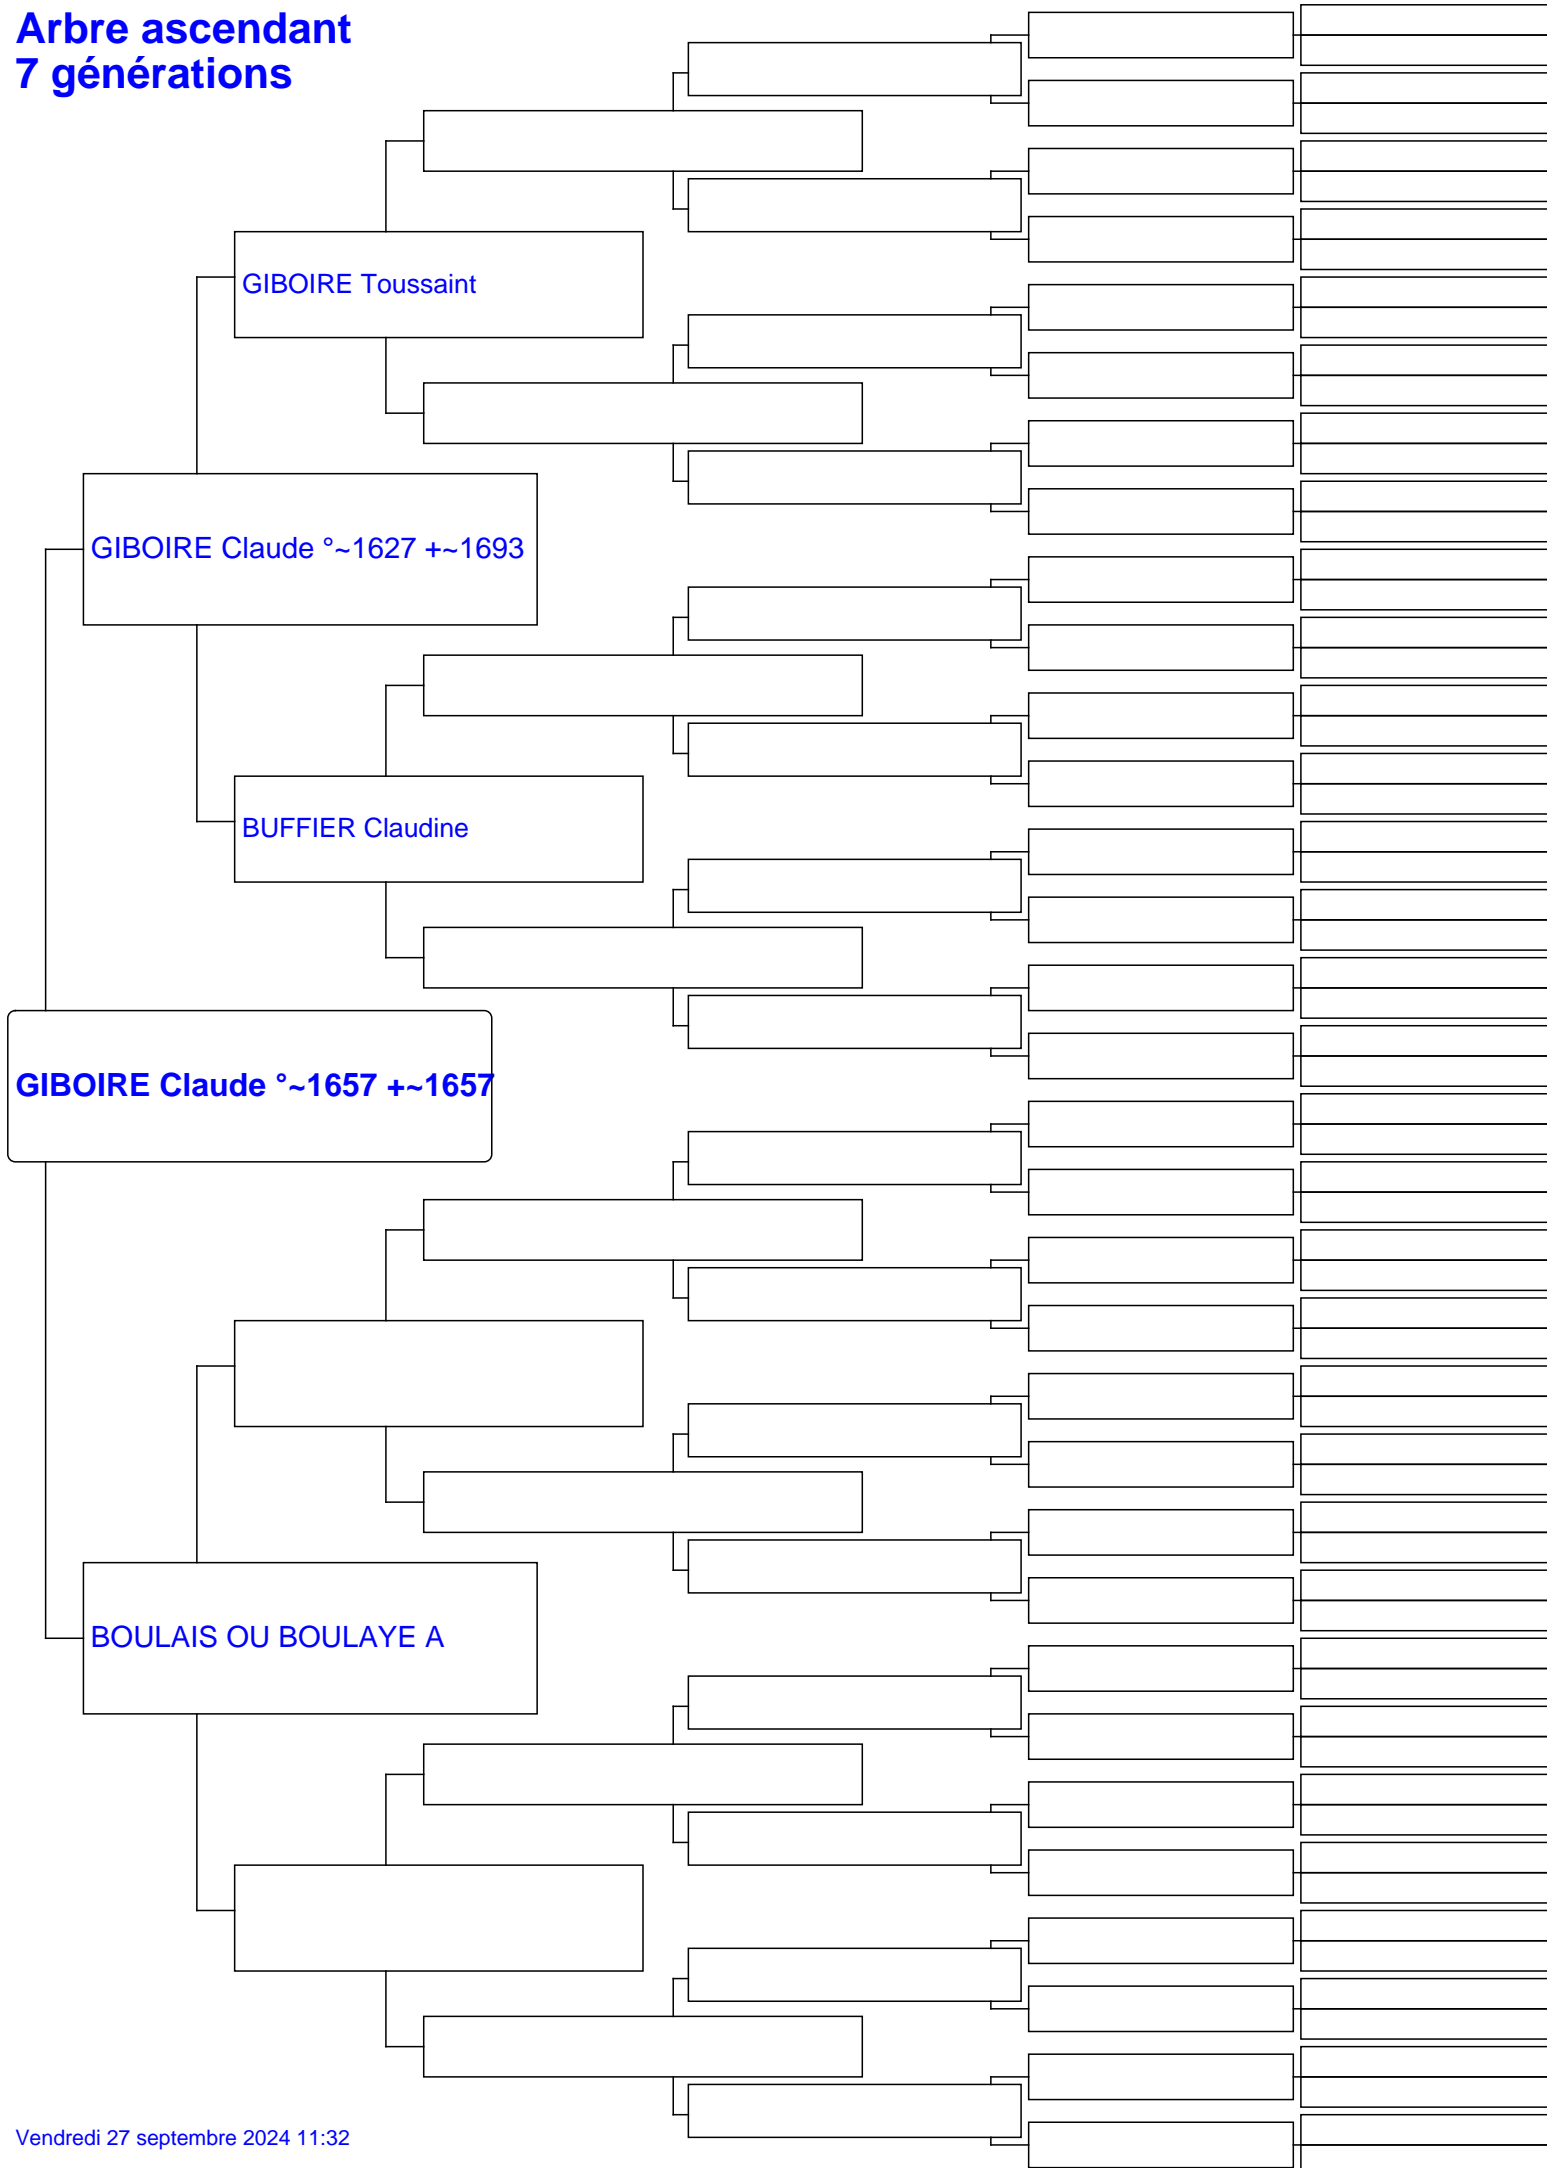 Arbre ascendant
7 générations
GIBOIRE Toussaint
GIBOIRE Claude °~1627 +~1693
BUFFIER Claudine
GIBOIRE Claude °~1657 +~1657
BOULAIS OU BOULAYE A
Vendredi 27 septembre 2024 11:32